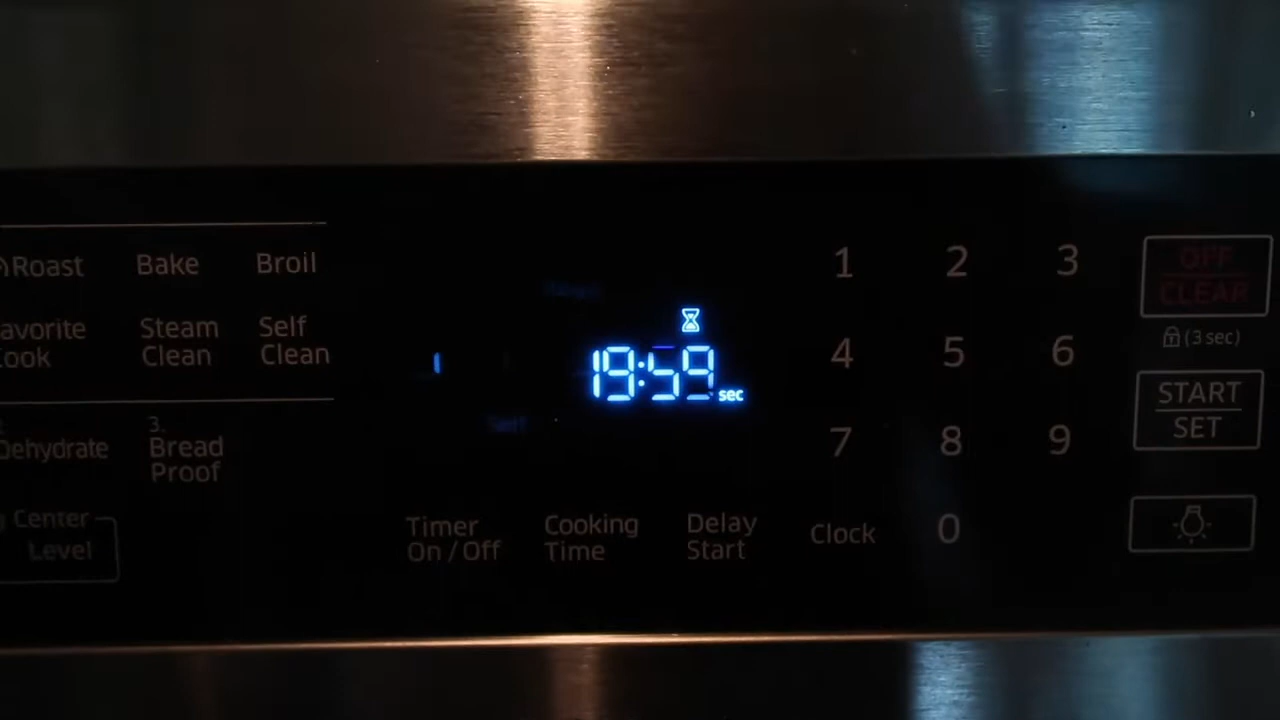 Roast Bake Broil
avorite Cook
Steam Clean
Self Clean
Dehydrate
3. Bread Proof
Center Level
19:59 sec
Timer On/Off
Cooking Time
Delay Start
Clock
1 2 3
4 5 6
7 8 9
0
OFF CLEAR
(3 sec)
START SET